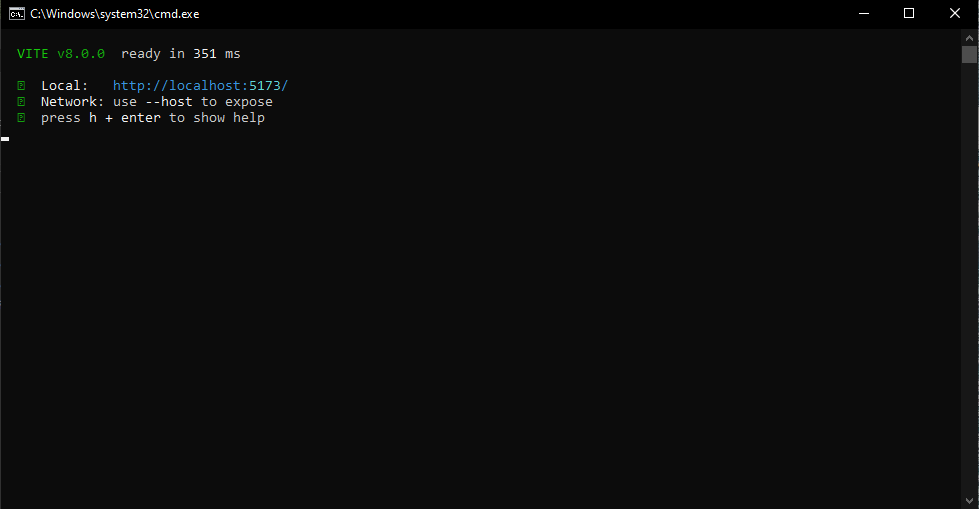 C:\Windows\system32\cmd.exe
VITE v8.0.0  ready in 351 ms
Local:   http://localhost:5173/
Network: use --host to expose
press h + enter to show help